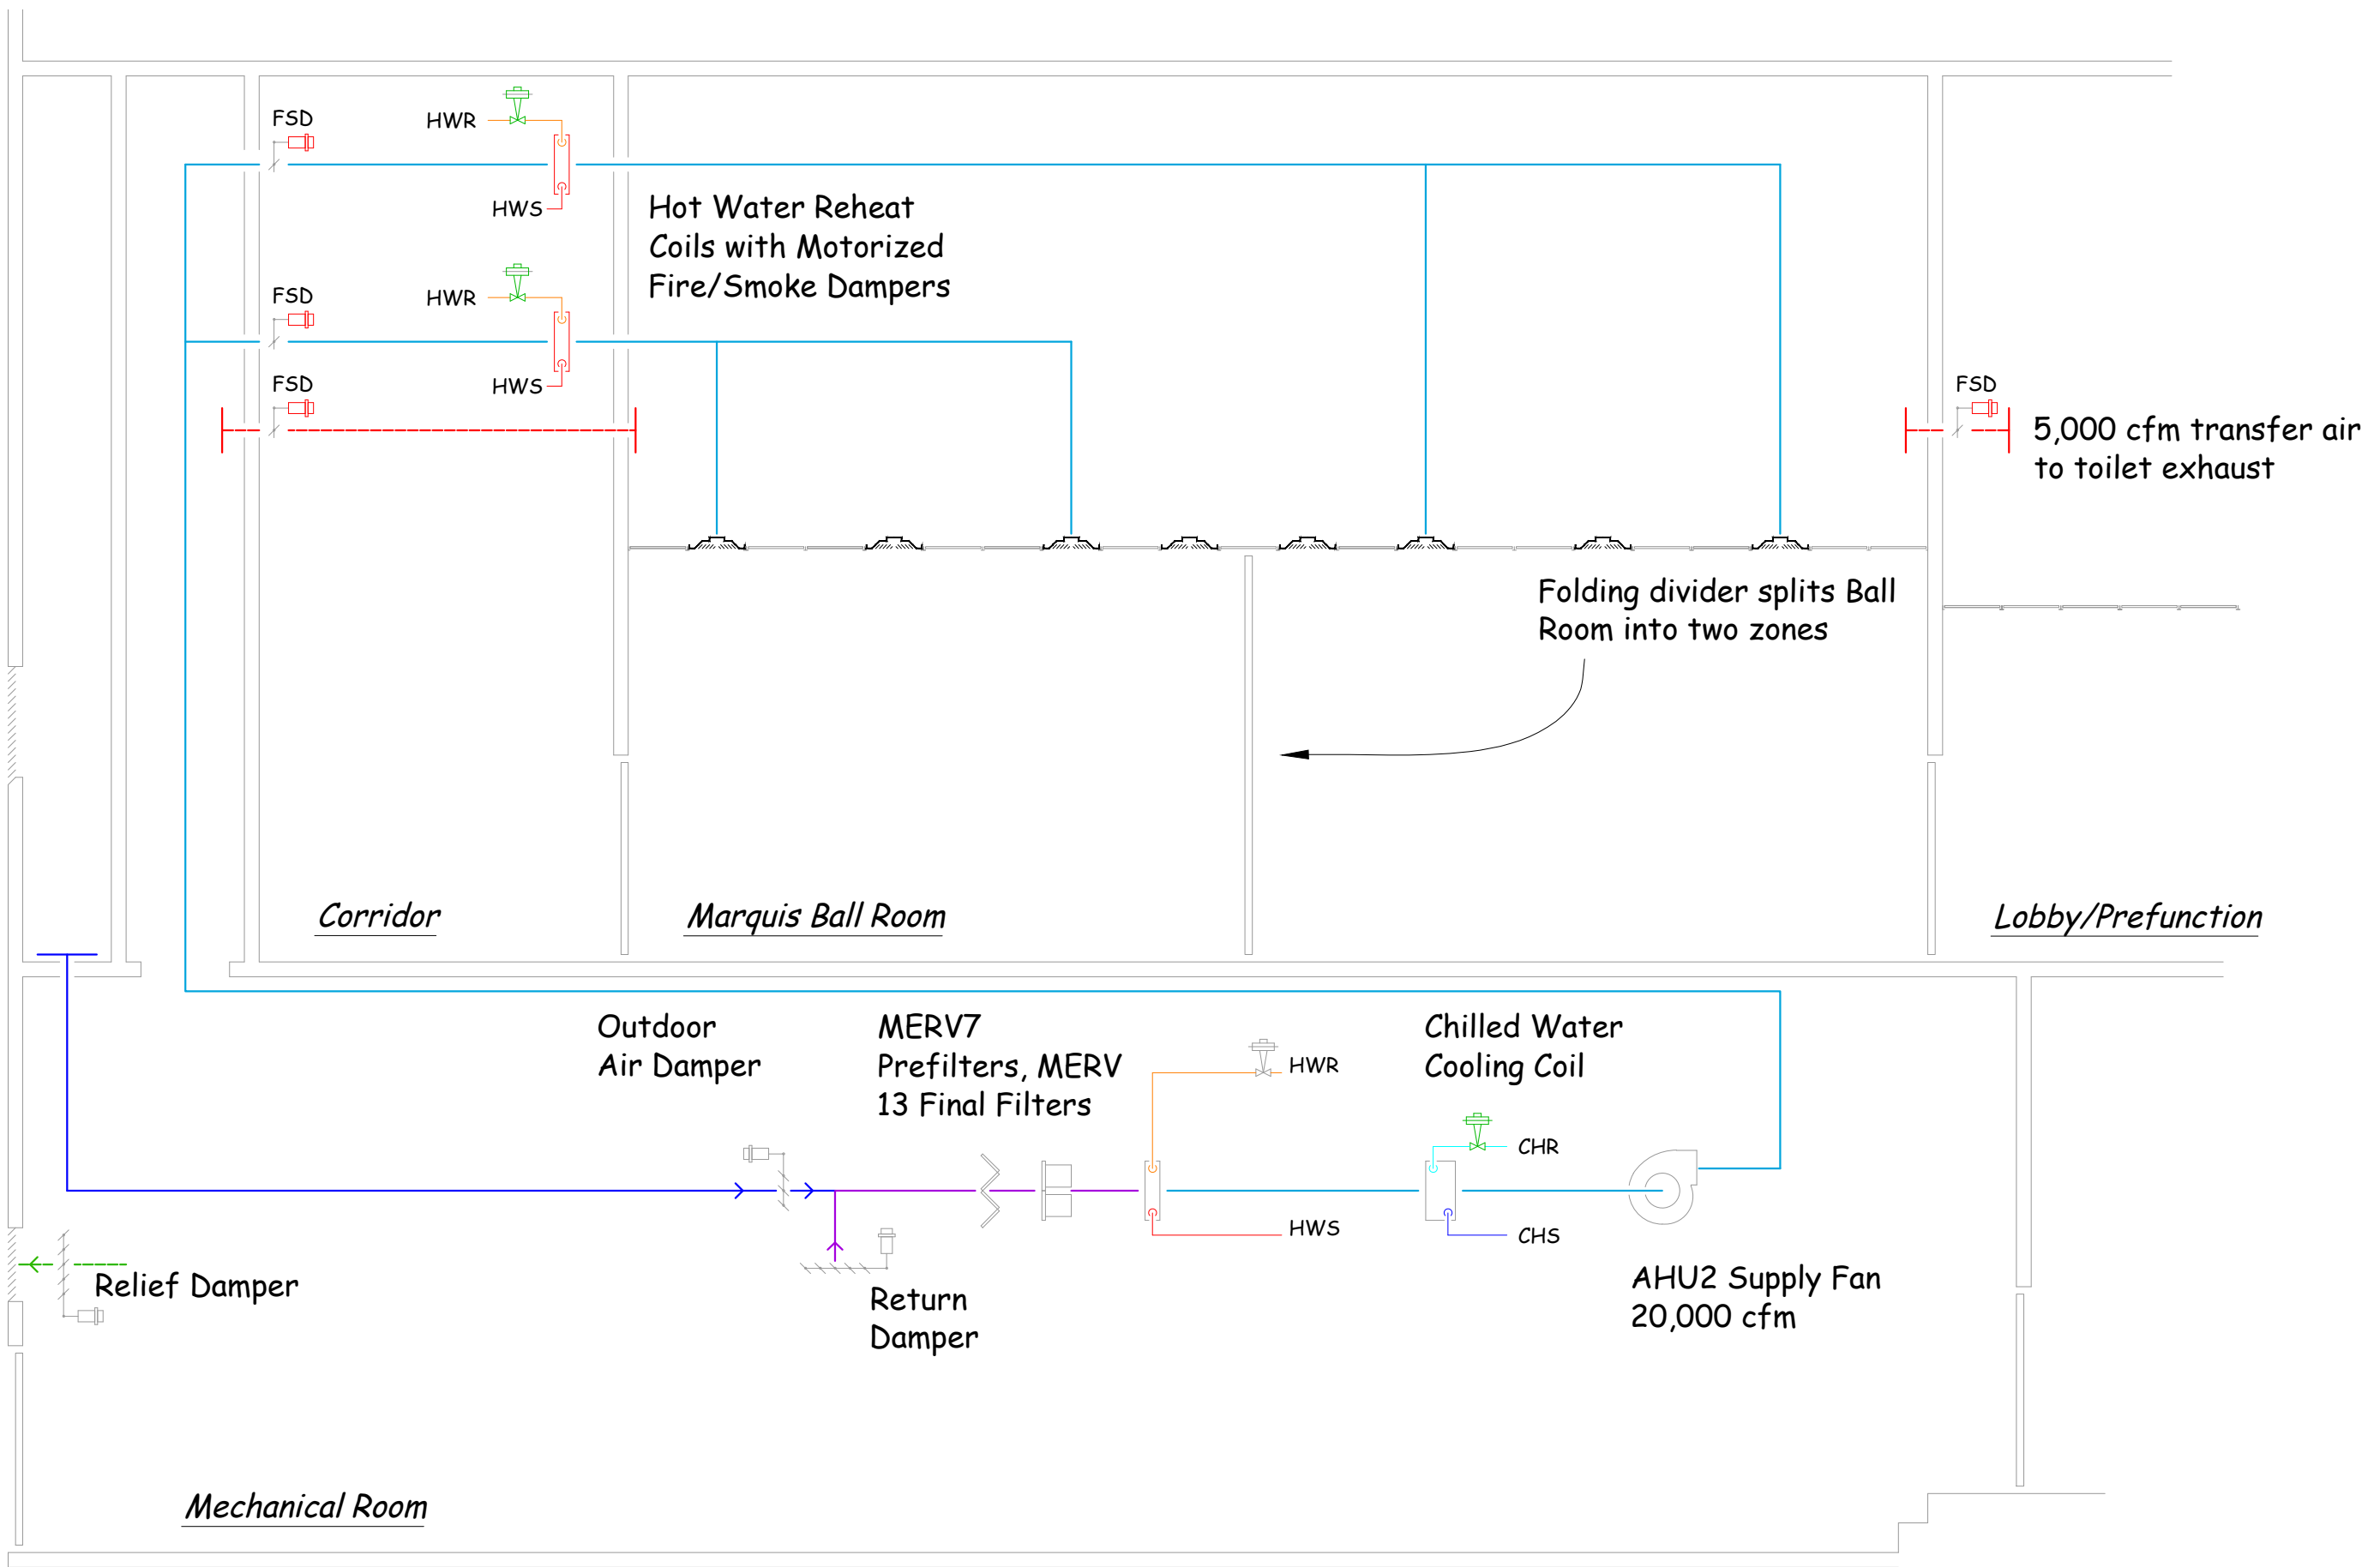 FSD
HWR
HWS
Hot Water Reheat
Coils with Motorized
Fire/Smoke Dampers
FSD
HWR
HWS
FSD
FSD
5,000 cfm transfer air
to toilet exhaust
Folding divider splits Ball
Room into two zones
Corridor
Marquis Ball Room
Lobby/Prefunction
Outdoor
Air Damper
MERV7
Prefilters, MERV
13 Final Filters
HWR
HWS
Chilled Water
Cooling Coil
CHR
CHS
Relief Damper
Return
Damper
AHU2 Supply Fan
20,000 cfm
Mechanical Room